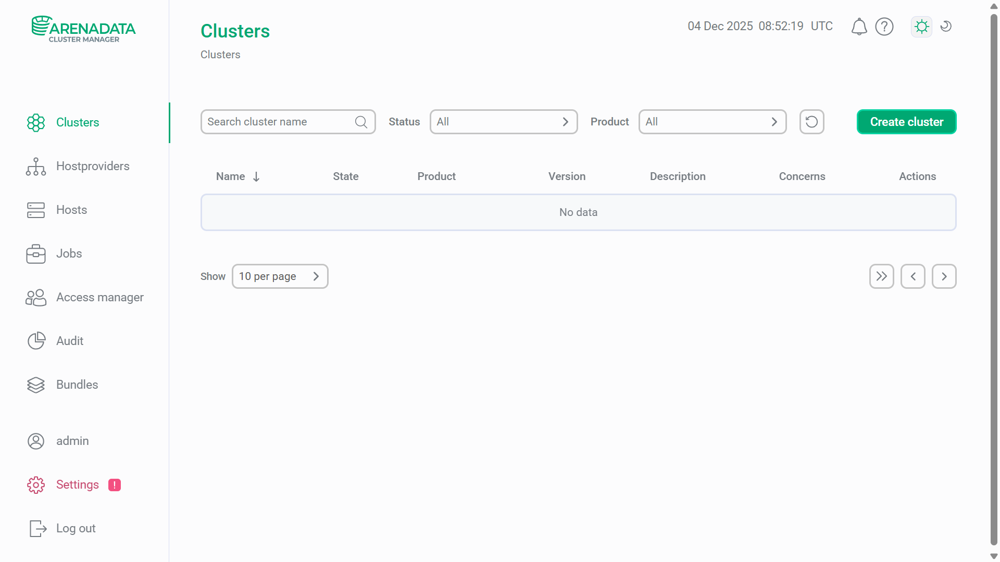 ARENADATA
CLUSTER MANAGER
Clusters
Hostproviders
Hosts
Jobs
Access manager
Audit
Bundles
admin
Settings !
Log out
Clusters
04 Dec 2025 08:52:19 UTC
Clusters
Search cluster name Status All Product All Create cluster
Name State Product Version Description Concerns Actions
No data
Show 10 per page